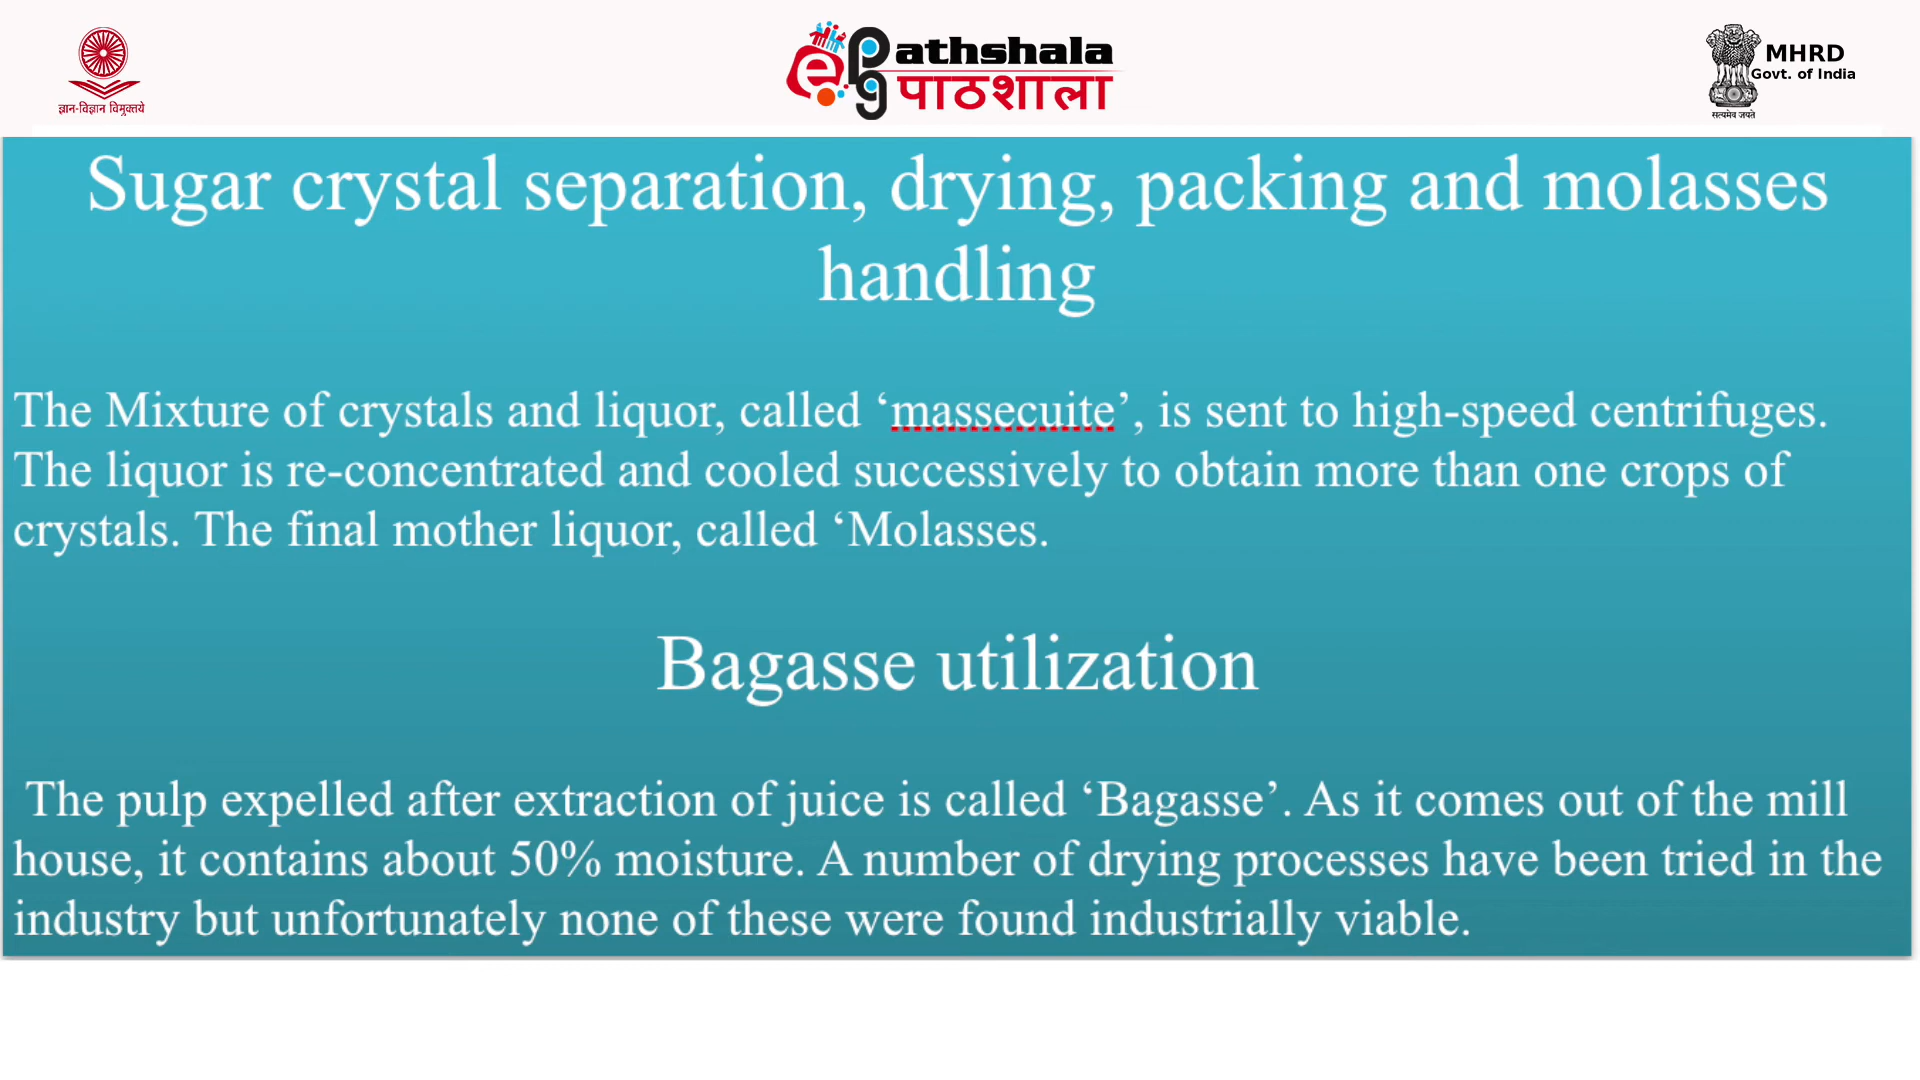 ज्ञान-विज्ञान विमुक्तये
e Pg athshala
पाठशाला
MHRD
Govt. of India
सत्यमेव जयते
Sugar crystal separation, drying, packing and molasses
handling
The Mixture of crystals and liquor, called ‘massecuite’, is sent to high-speed centrifuges.
The liquor is re-concentrated and cooled successively to obtain more than one crops of
crystals. The final mother liquor, called ‘Molasses.
Bagasse utilization
The pulp expelled after extraction of juice is called ‘Bagasse’. As it comes out of the mill
house, it contains about 50% moisture. A number of drying processes have been tried in the
industry but unfortunately none of these were found industrially viable.